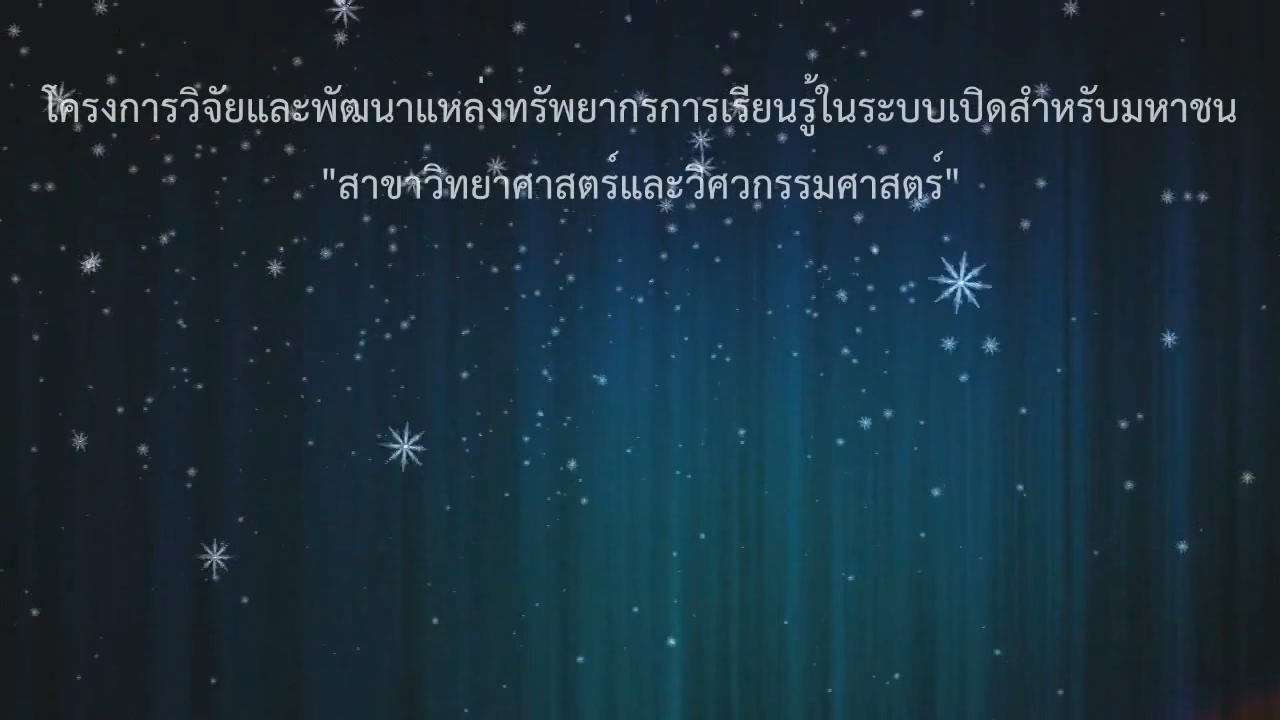 โครงการวิจัยและพัฒนาแหล่งทรัพยากรการเรียนรู้ในระบบเปิดสำหรับมหาชน
"สาขาวิทยาศาสตร์และวิศวกรรมศาสตร์"